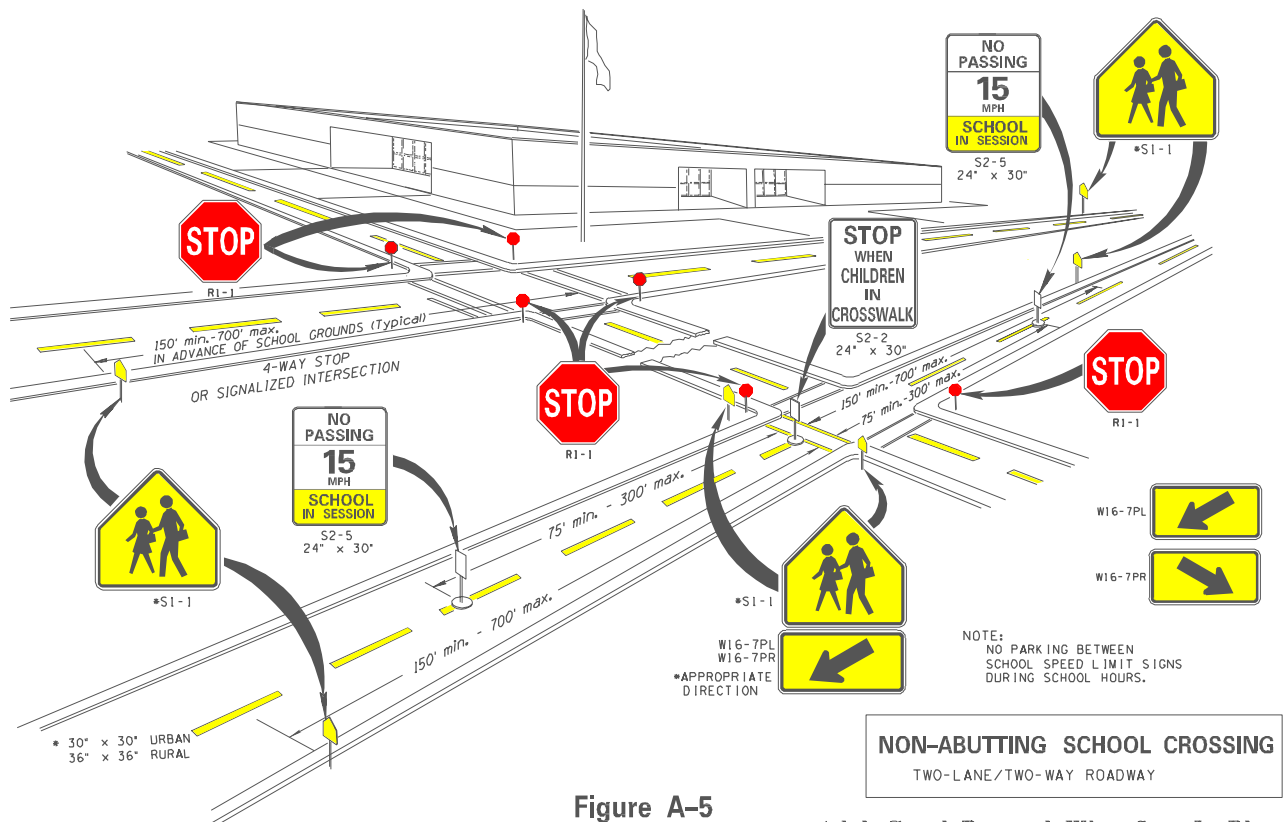 NO
PASSING
15
MPH
SCHOOL
IN SESSION
S2-5
24" x 30"
*S1-1
STOP
R1-1
STOP
WHEN
CHILDREN
IN
CROSSWALK
S2-2
24" x 30"
150' min.-700' max.
IN ADVANCE OF SCHOOL GROUNDS (Typical)
4-WAY STOP
OR SIGNALIZED INTERSECTION
STOP
R1-1
STOP
R1-1
150' min.-700' max.
75' min.-300' max.
NO
PASSING
15
MPH
SCHOOL
IN SESSION
S2-5
24" x 30"
75' min. - 300' max.
150' min. - 700' max.
*S1-1
*S1-1
W16-7PL
W16-7PR
*APPROPRIATE
DIRECTION
W16-7PL
W16-7PR
NOTE:
NO PARKING BETWEEN
SCHOOL SPEED LIMIT SIGNS
DURING SCHOOL HOURS.
* 30" x 30" URBAN
36" x 36" RURAL
NON-ABUTTING SCHOOL CROSSING
TWO-LANE/TWO-WAY ROADWAY
Figure A-5